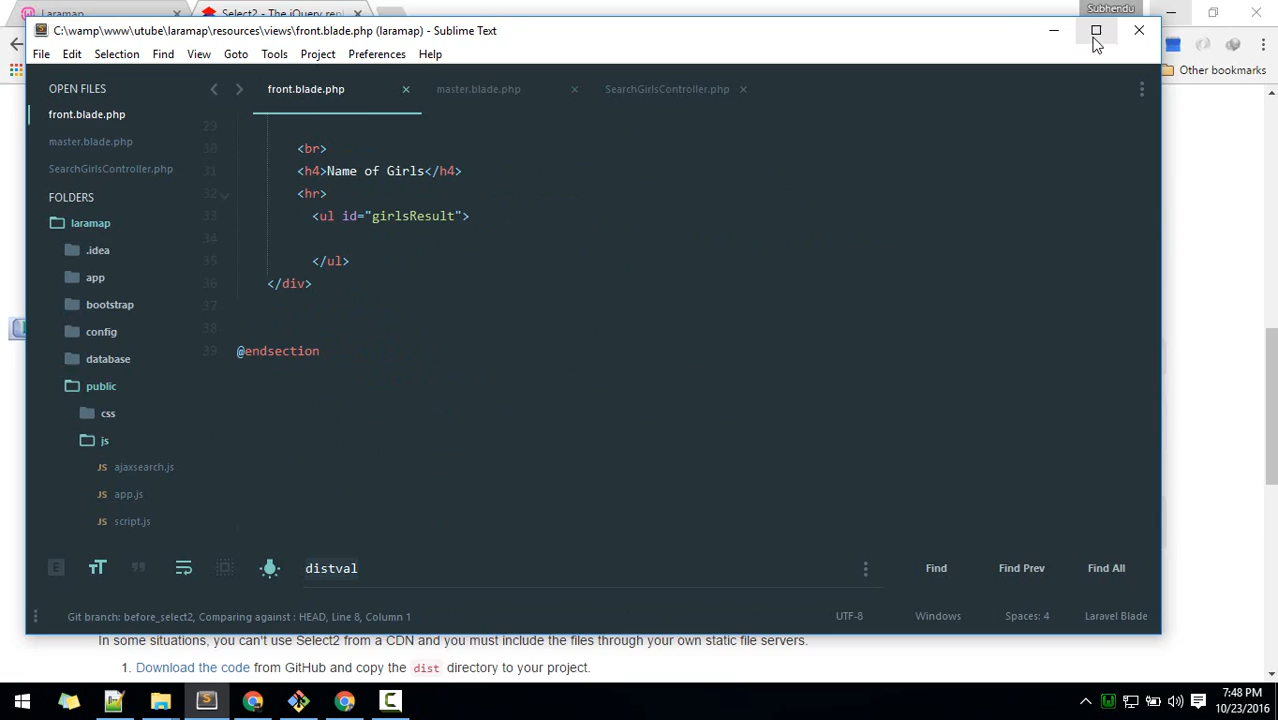 Laramap
Select2 - The jQuery repl
Subhendu
C:\wamp\www\utube\laramap\resources\views\front.blade.php (laramap) - Sublime Text
File Edit Selection Find View Goto Tools Project Preferences Help
Other bookmarks
OPEN FILES
front.blade.php
master.blade.php
SearchGirlsController.php
FOLDERS
laramap
.idea
app
bootstrap
config
database
public
css
js
JS ajaxsearch.js
JS app.js
JS script.js
front.blade.php master.blade.php SearchGirlsController.php
29
30 <br>
31 <h4>Name of Girls</h4>
32 <hr>
33 <ul id="girlsResult">
34
35 </ul>
36 </div>
37
38
39 @endsection
distval Find Find Prev Find All
Git branch: before_select2, Comparing against : HEAD, Line 8, Column 1 UTF-8 Windows Spaces: 4 Laravel Blade
In some situations, you can't use Select2 from a CDN and you must include the files through your own static file servers.
1. Download the code from GitHub and copy the dist directory to your project.
7:48 PM
10/23/2016